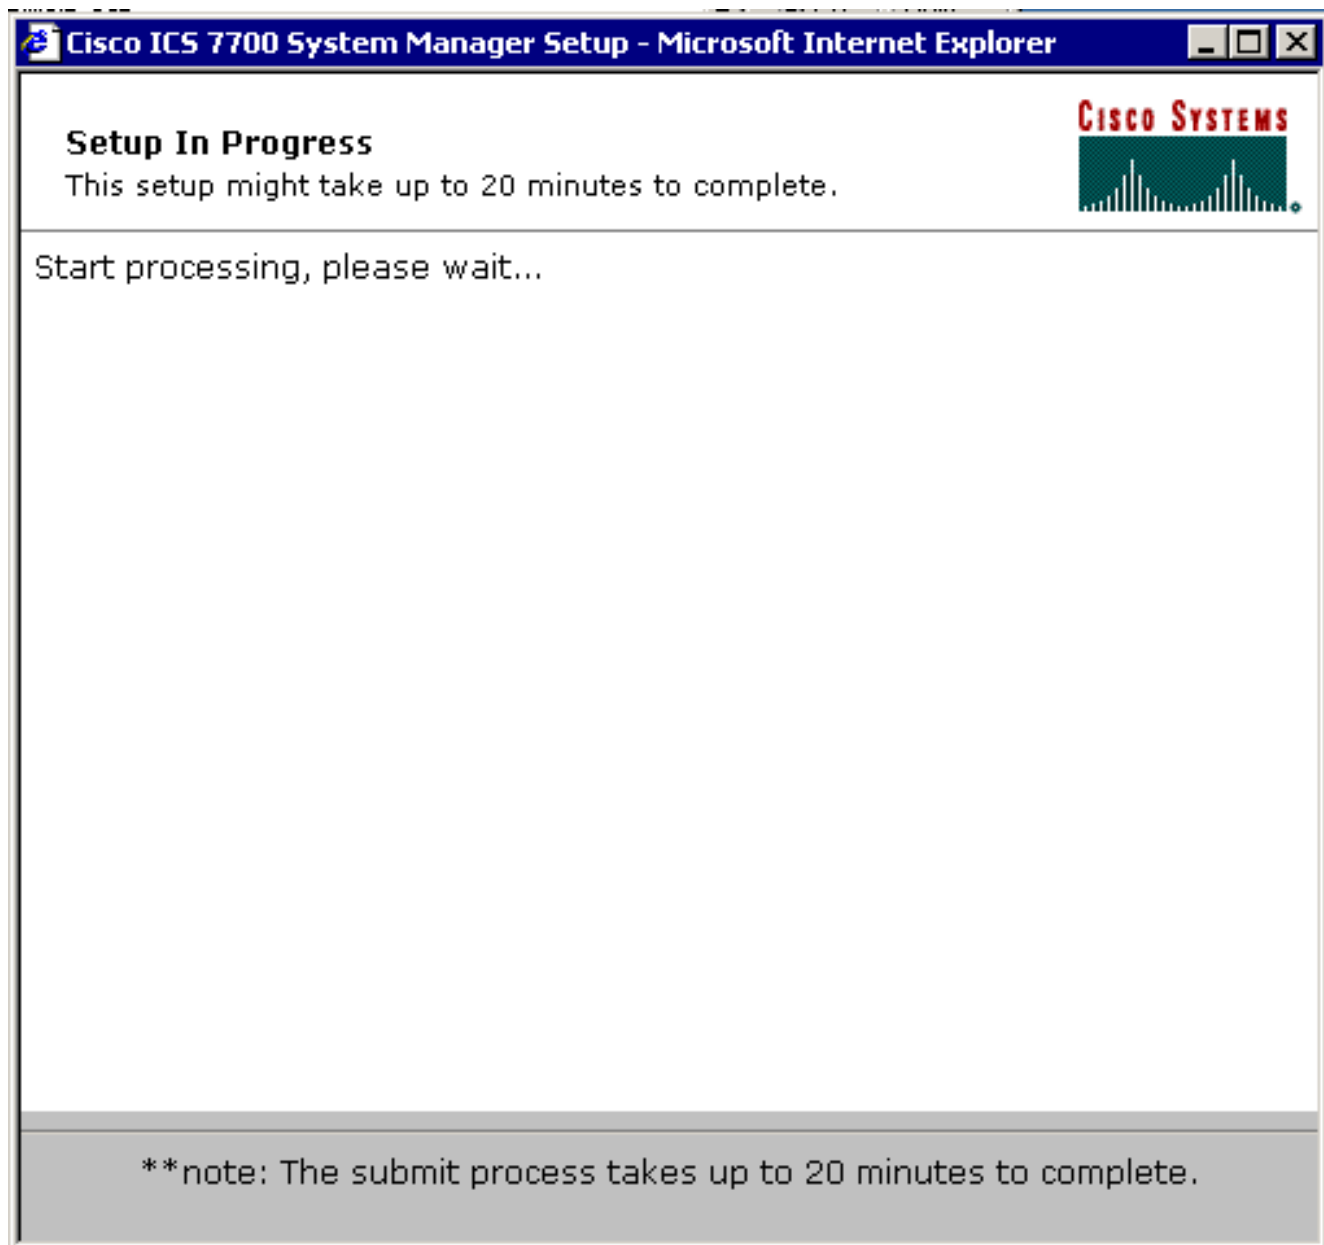 Cisco ICS 7700 System Manager Setup - Microsoft Internet Explorer
CISCO SYSTEMS
Setup In Progress
This setup might take up to 20 minutes to complete.
Start processing, please wait...
**note: The submit process takes up to 20 minutes to complete.